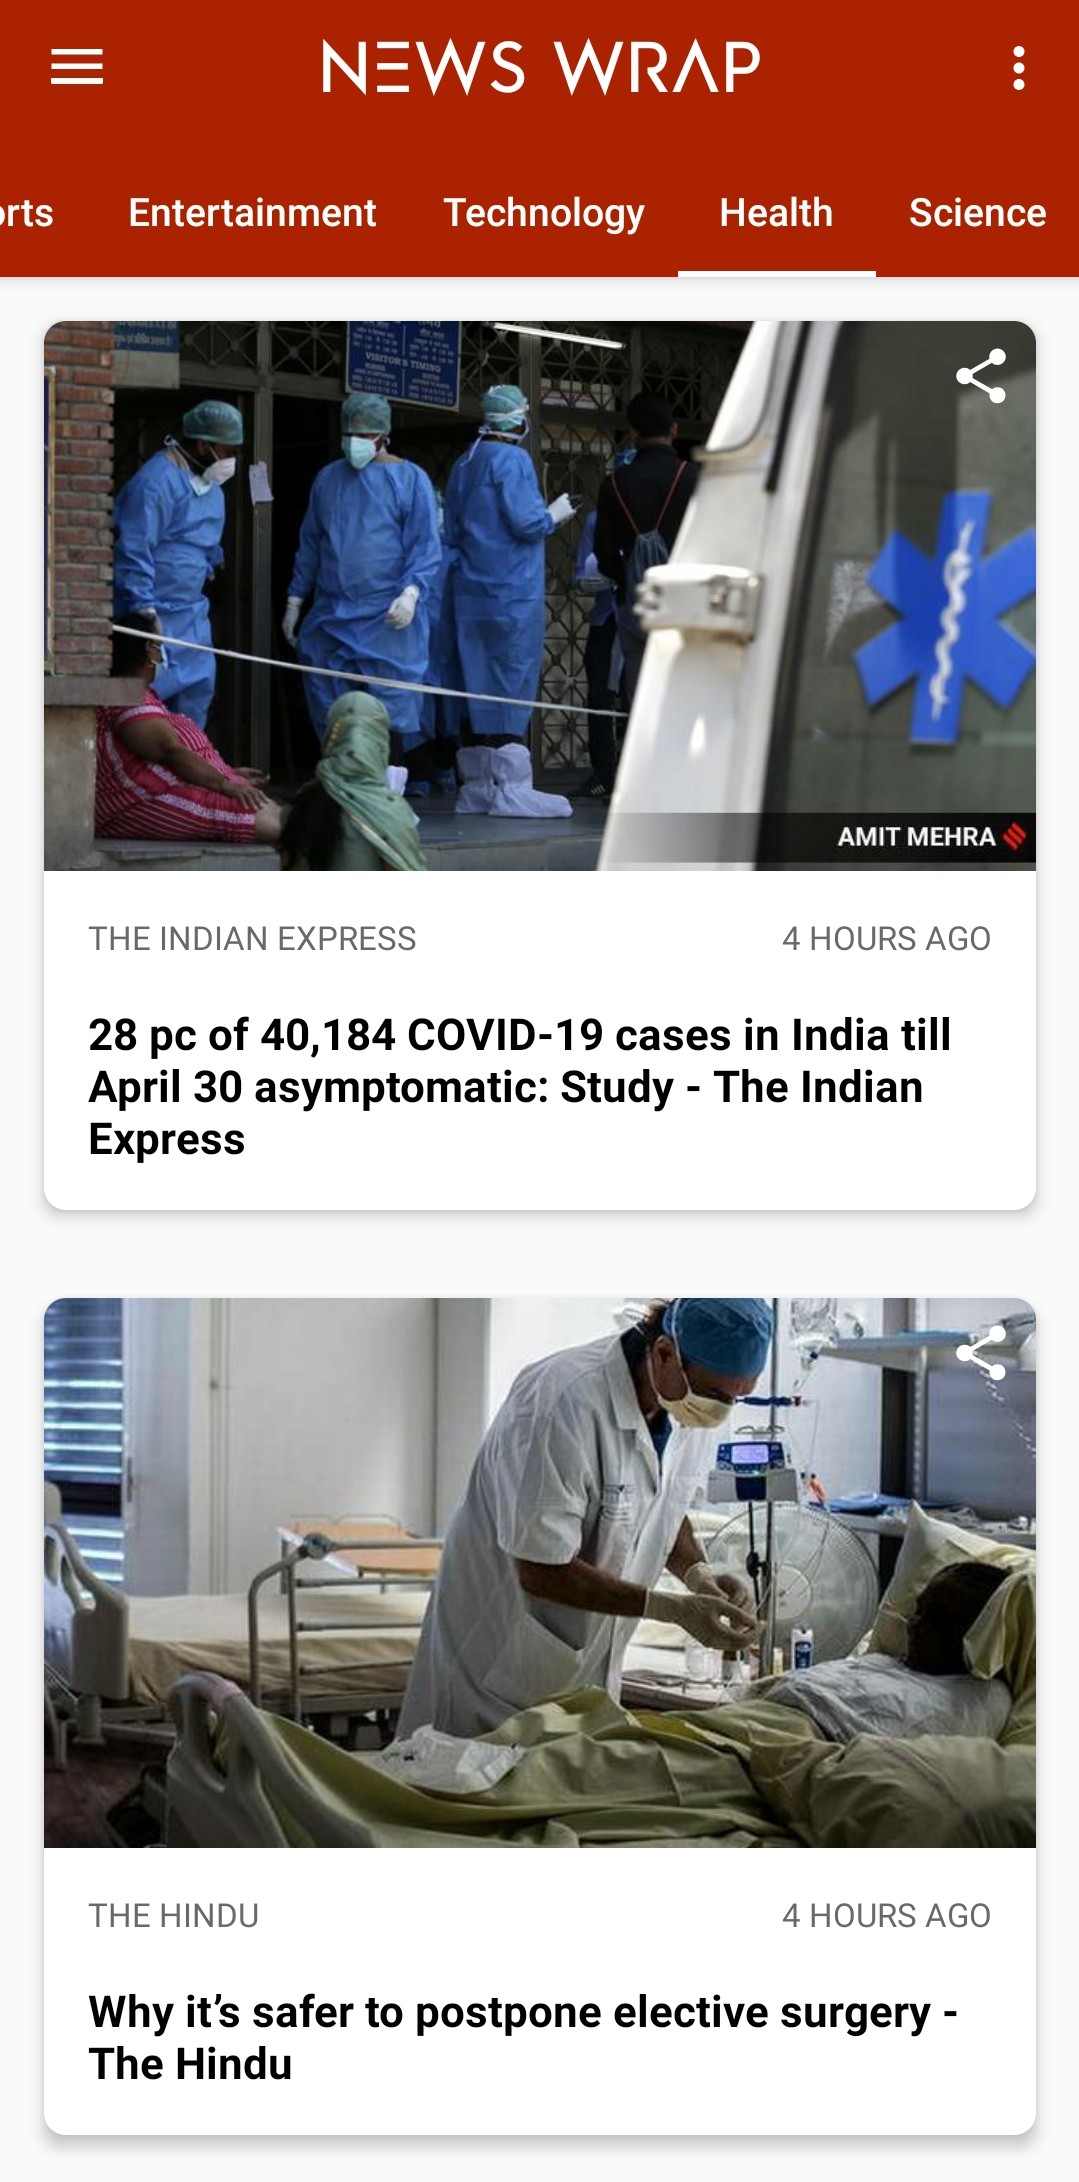 NEWS WRAP
orts Entertainment Technology Health Science
VISITOR'S TIMING
AMIT MEHRA
THE INDIAN EXPRESS 4 HOURS AGO
28 pc of 40,184 COVID-19 cases in India till
April 30 asymptomatic: Study - The Indian
Express
THE HINDU 4 HOURS AGO
Why it’s safer to postpone elective surgery -
The Hindu